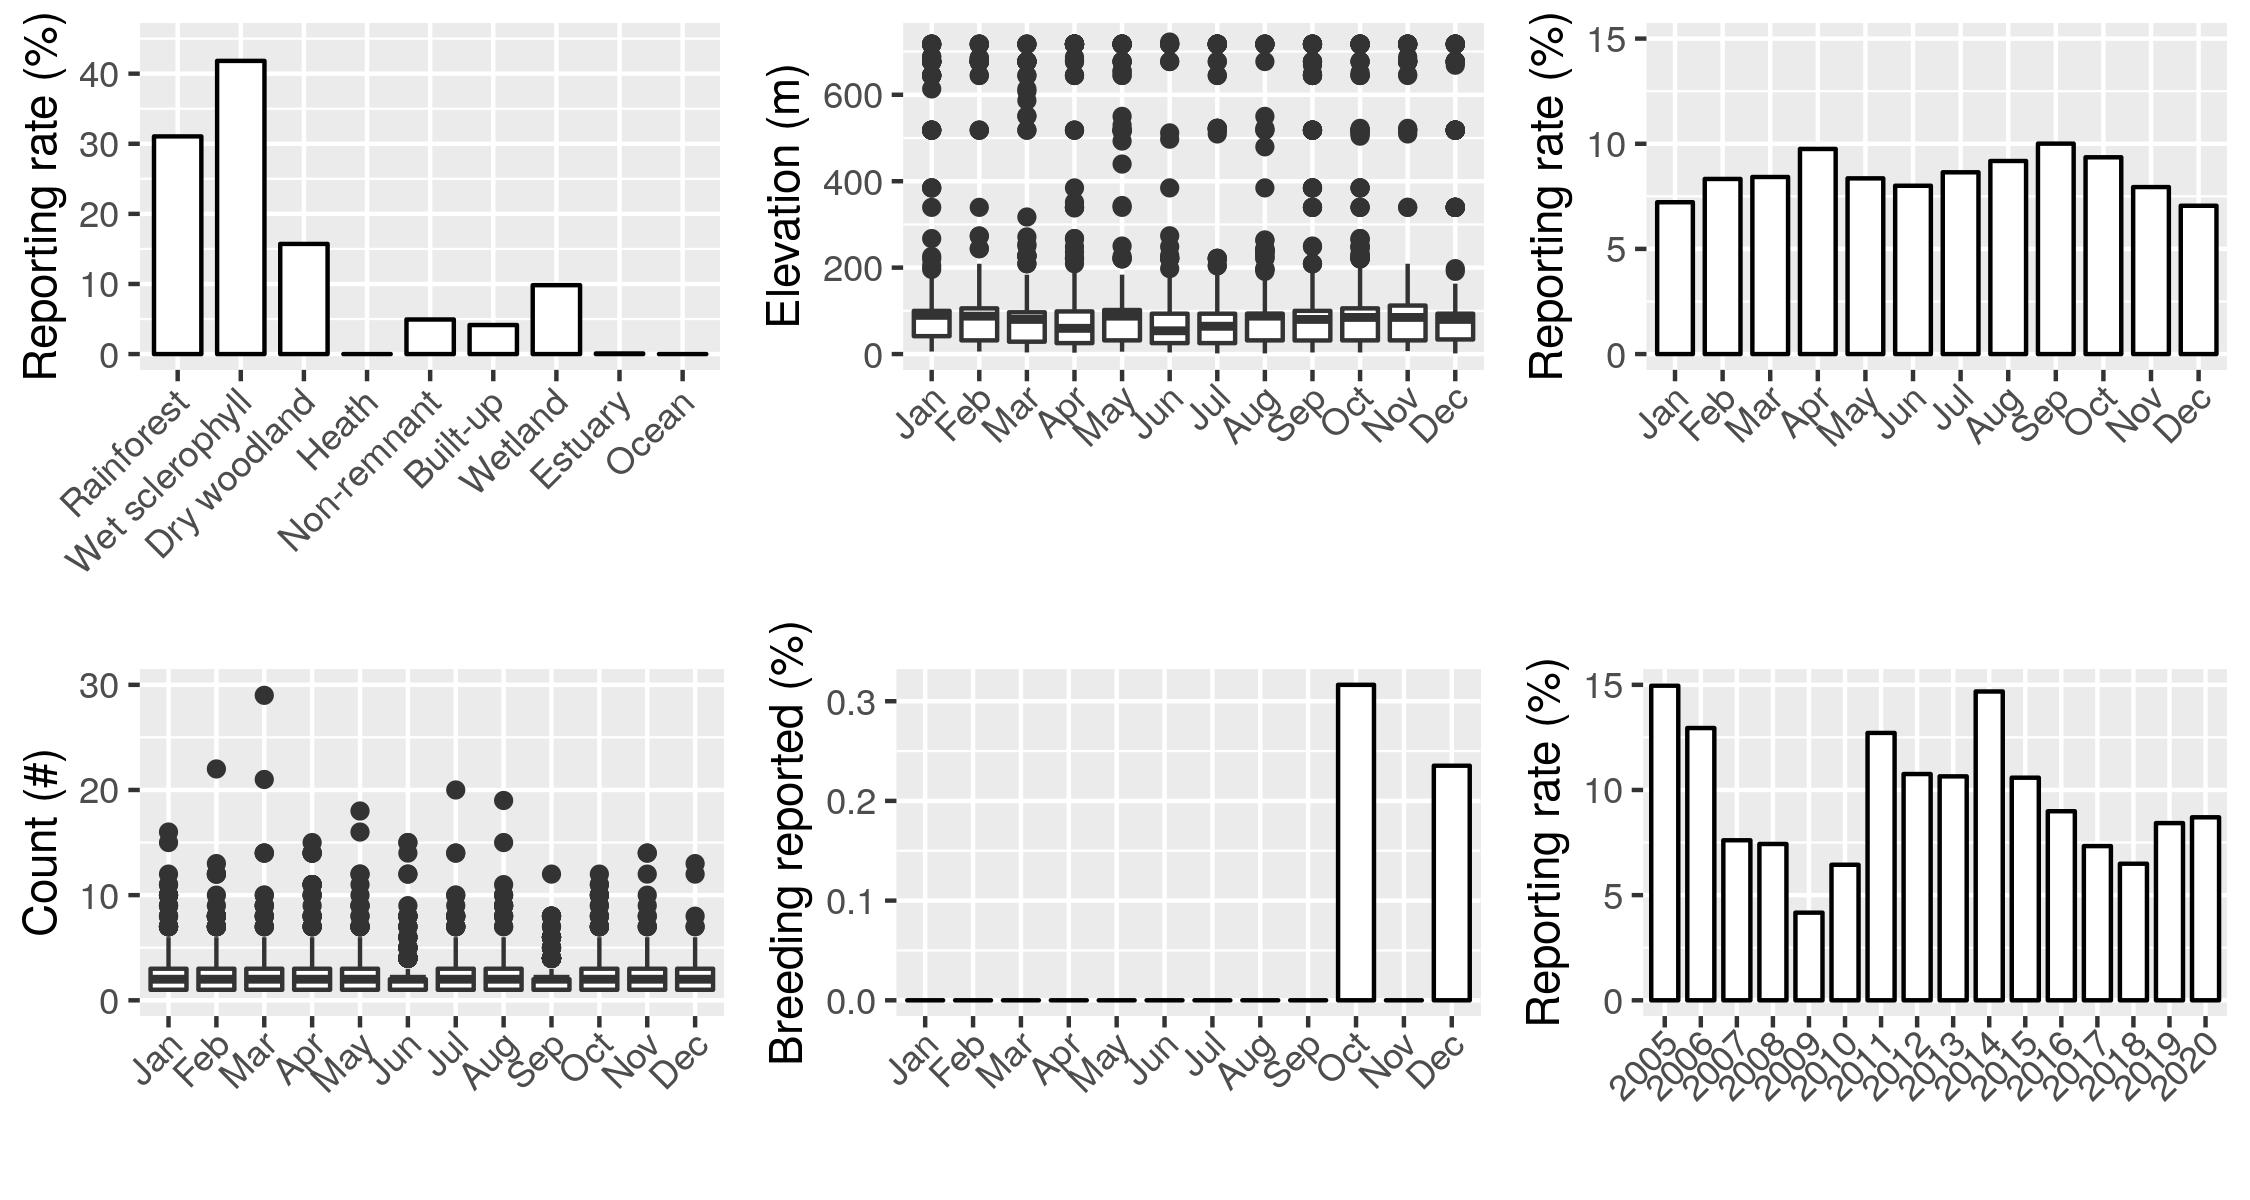 Reporting rate (%)
40
30
20
10
0
Rainforest
Wet sclerophyll
Dry woodland
Heath
Non-remnant
Built-up
Wetland
Estuary
Ocean
Elevation (m)
600
400
200
0
Jan
Feb
Mar
Apr
May
Jun
Jul
Aug
Sep
Oct
Nov
Dec
Reporting rate (%)
15
10
5
0
Jan
Feb
Mar
Apr
May
Jun
Jul
Aug
Sep
Oct
Nov
Dec
Count (#)
30
20
10
0
Jan
Feb
Mar
Apr
May
Jun
Jul
Aug
Sep
Oct
Nov
Dec
Breeding reported (%)
0.3
0.2
0.1
0.0
Jan
Feb
Mar
Apr
May
Jun
Jul
Aug
Sep
Oct
Nov
Dec
Reporting rate (%)
15
10
5
0
2005
2006
2007
2008
2009
2010
2011
2012
2013
2014
2015
2016
2017
2018
2019
2020